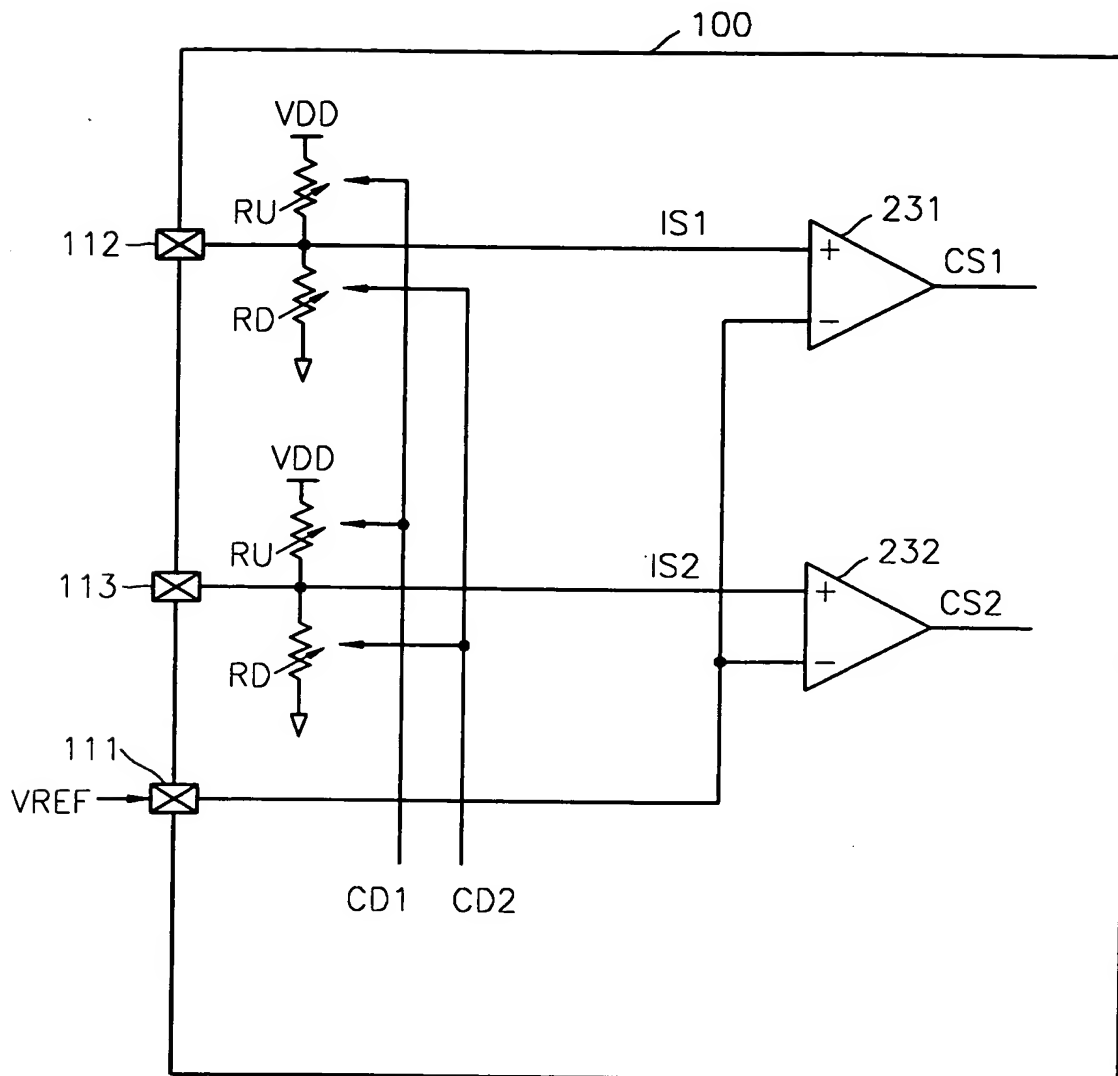 100
VDD
RU
112
IS1
231
+
CS1
RD
−
VDD
RU
113
IS2
232
+
CS2
RD
−
111
VREF
CD1
CD2